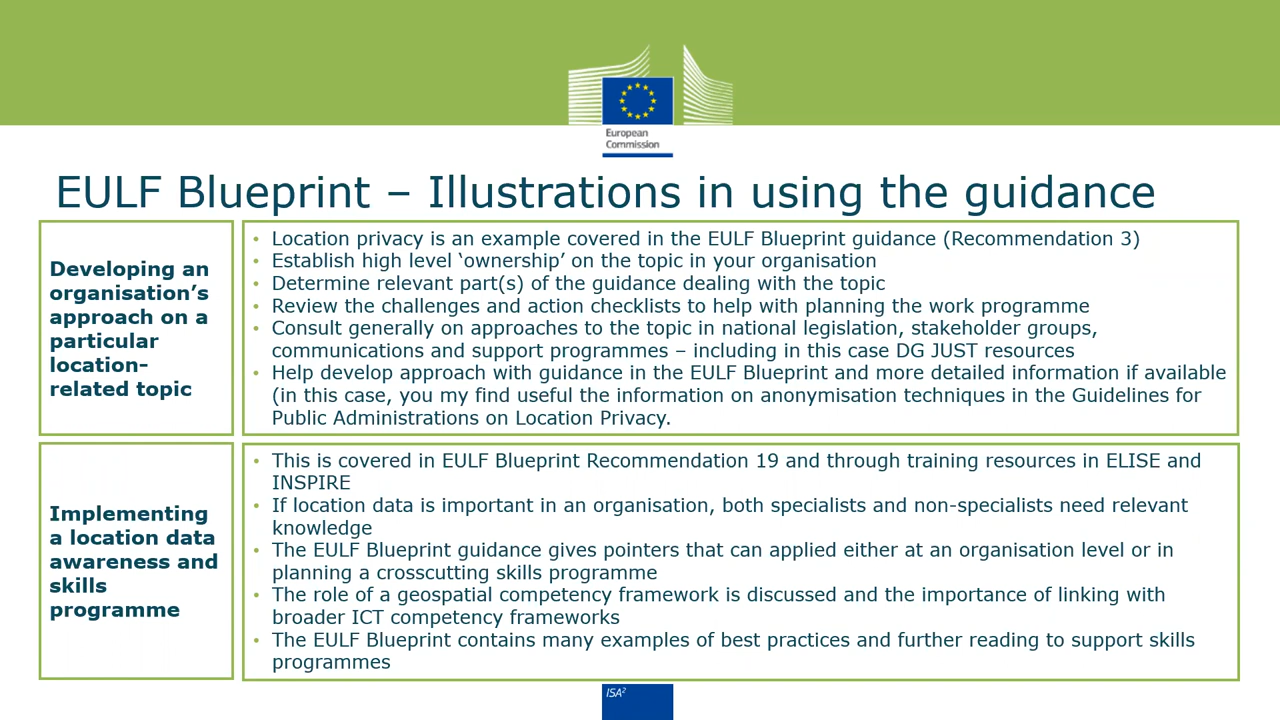 European
Commission
EULF Blueprint – Illustrations in using the guidance
Developing an
organisation’s
approach on a
particular
location-
related topic
• Location privacy is an example covered in the EULF Blueprint guidance (Recommendation 3)
• Establish high level ‘ownership’ on the topic in your organisation
• Determine relevant part(s) of the guidance dealing with the topic
• Review the challenges and action checklists to help with planning the work programme
• Consult generally on approaches to the topic in national legislation, stakeholder groups,
communications and support programmes – including in this case DG JUST resources
• Help develop approach with guidance in the EULF Blueprint and more detailed information if available
(in this case, you my find useful the information on anonymisation techniques in the Guidelines for
Public Administrations on Location Privacy.
Implementing
a location data
awareness and
skills
programme
• This is covered in EULF Blueprint Recommendation 19 and through training resources in ELISE and
INSPIRE
• If location data is important in an organisation, both specialists and non-specialists need relevant
knowledge
• The EULF Blueprint guidance gives pointers that can applied either at an organisation level or in
planning a crosscutting skills programme
• The role of a geospatial competency framework is discussed and the importance of linking with
broader ICT competency frameworks
• The EULF Blueprint contains many examples of best practices and further reading to support skills
programmes
ISA²